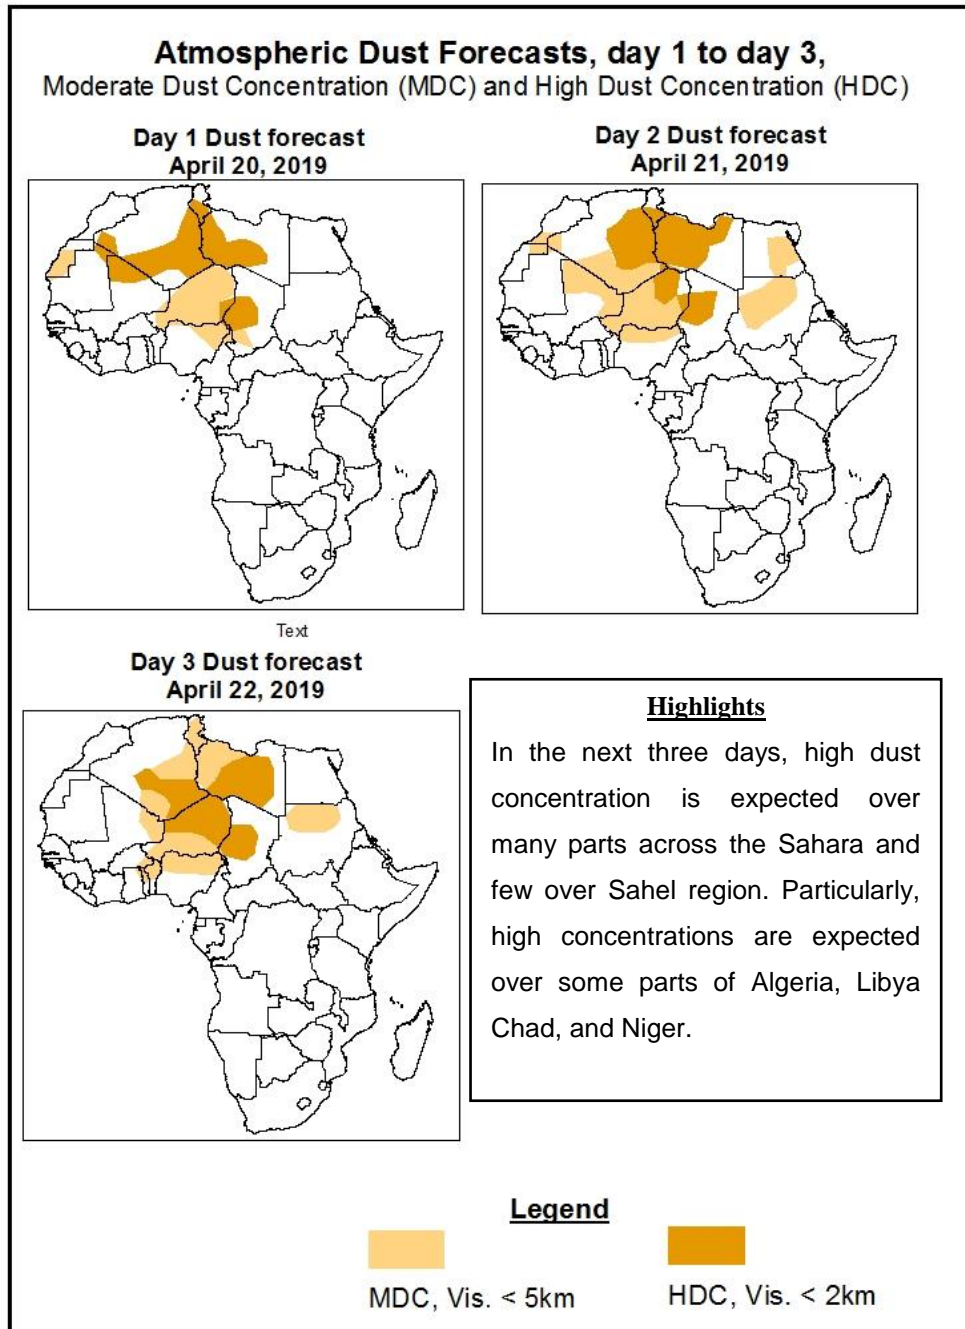 Atmospheric Dust Forecasts, day 1 to day 3,
Moderate Dust Concentration (MDC) and High Dust Concentration (HDC)
Day 1 Dust forecast
April 20, 2019
Day 2 Dust forecast
April 21, 2019
Text
Day 3 Dust forecast
April 22, 2019
Highlights
In the next three days, high dust
concentration is expected over
many parts across the Sahara and
few over Sahel region. Particularly,
high concentrations are expected
over some parts of Algeria, Libya
Chad, and Niger.
Legend
MDC, Vis. < 5km
HDC, Vis. < 2km